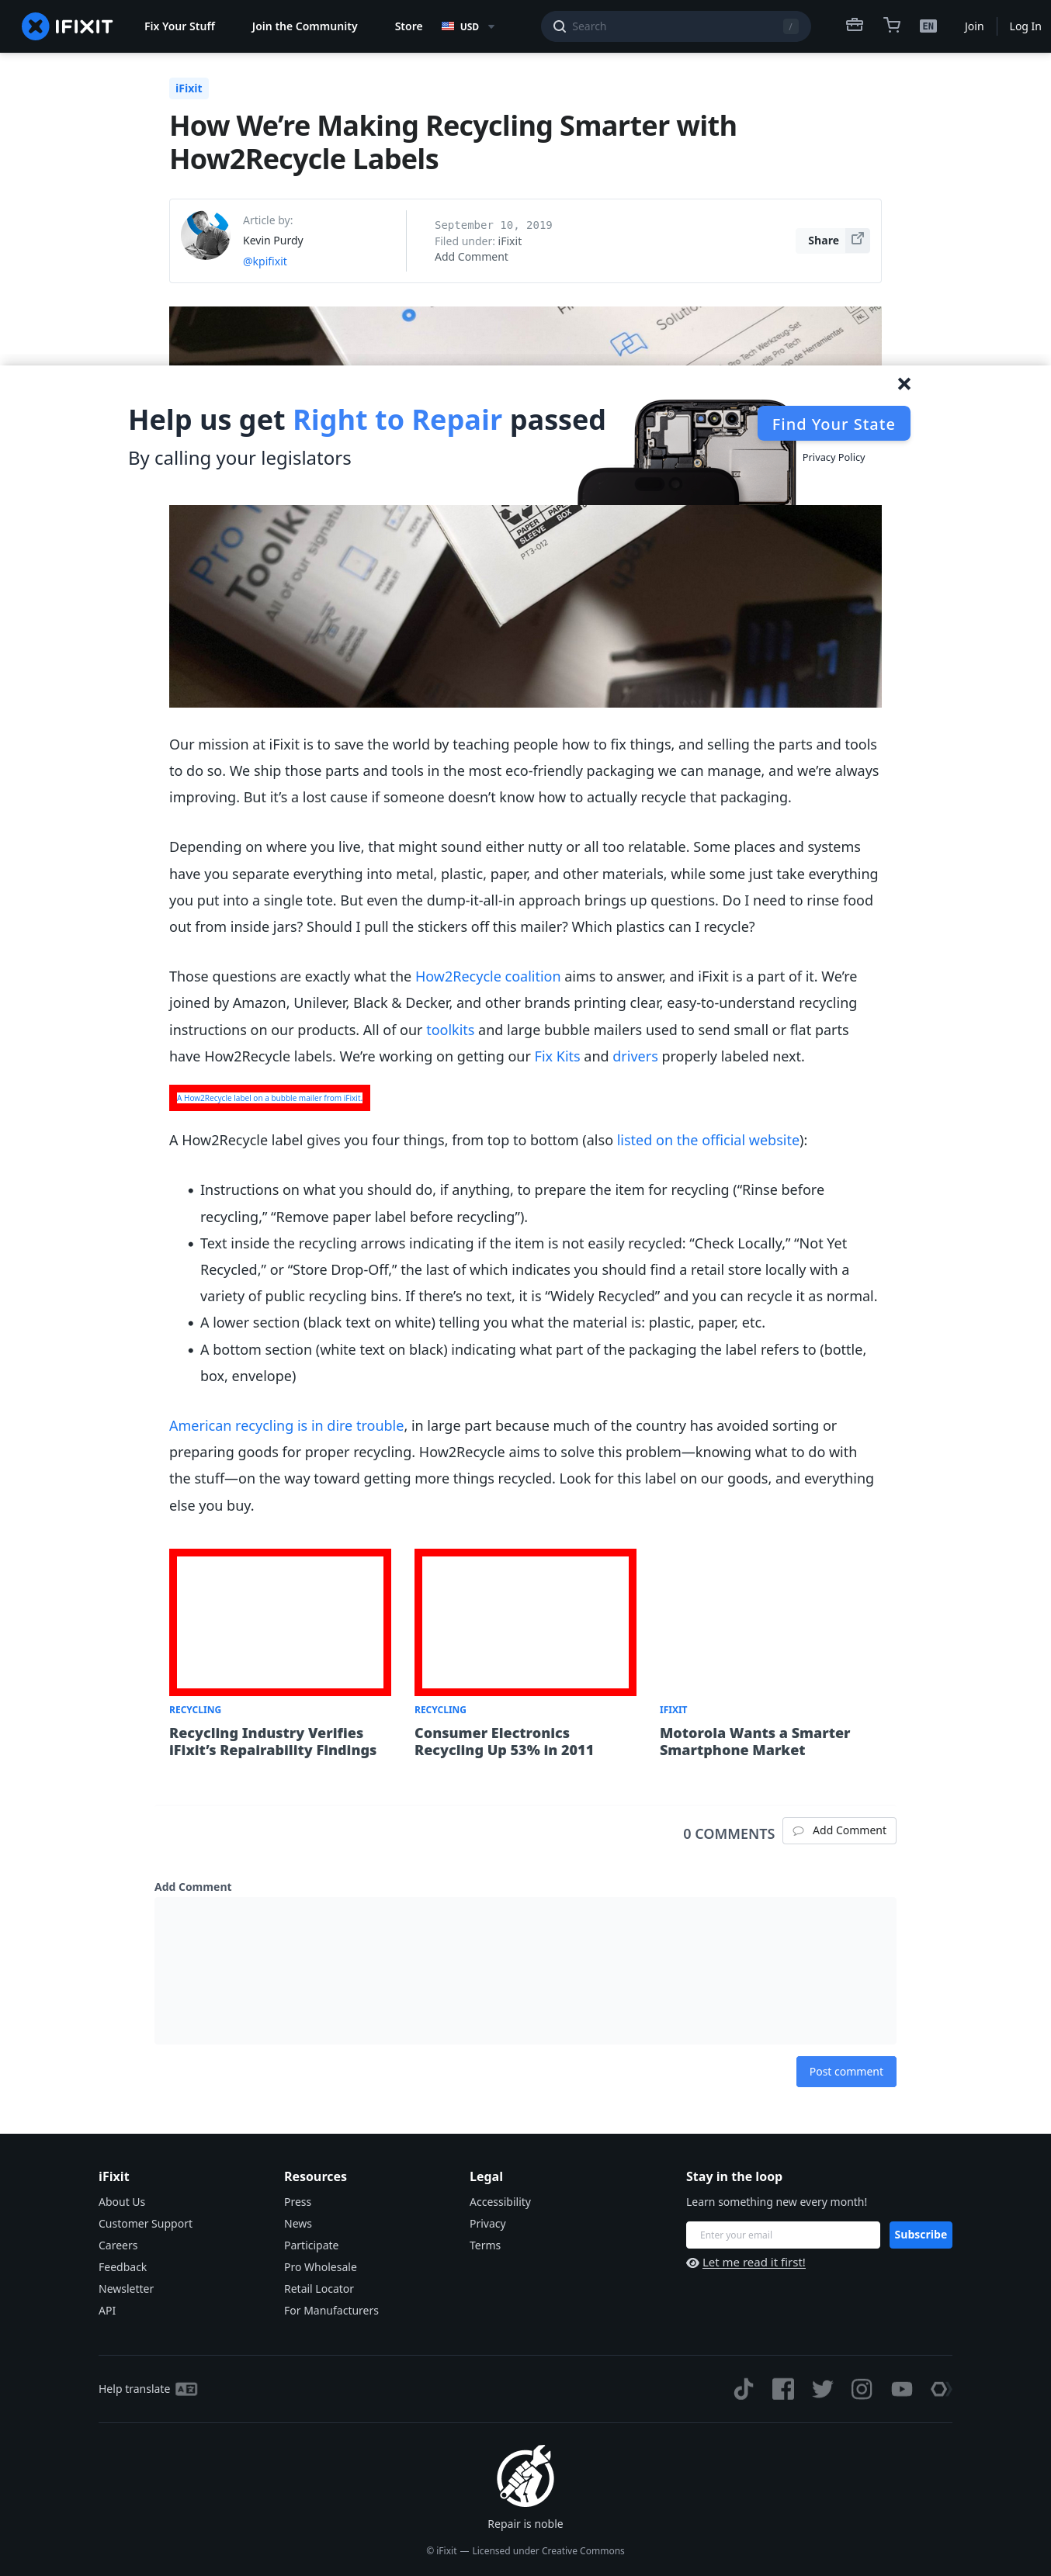 IFIXIT
Fix Your Stuff
Join the Community
Store
USD
Search
/
EN
Join
Log In
iFixit
How We’re Making Recycling Smarter with
How2Recycle Labels
Article by:
Kevin Purdy
@kpifixit
September 10, 2019
Filed under: iFixit
Add Comment
Share
Help us get Right to Repair passed
By calling your legislators
Find Your State
Privacy Policy
Pro Tech
Toolkit
PAPER
SLEEVE
PAPER
BOX
PT3-012
Our mission at iFixit is to save the world by teaching people how to fix things, and selling the parts and tools
to do so. We ship those parts and tools in the most eco-friendly packaging we can manage, and we’re always
improving. But it’s a lost cause if someone doesn’t know how to actually recycle that packaging.
Depending on where you live, that might sound either nutty or all too relatable. Some places and systems
have you separate everything into metal, plastic, paper, and other materials, while some just take everything
you put into a single tote. But even the dump-it-all-in approach brings up questions. Do I need to rinse food
out from inside jars? Should I pull the stickers off this mailer? Which plastics can I recycle?
Those questions are exactly what the How2Recycle coalition aims to answer, and iFixit is a part of it. We’re
joined by Amazon, Unilever, Black & Decker, and other brands printing clear, easy-to-understand recycling
instructions on our products. All of our toolkits and large bubble mailers used to send small or flat parts
have How2Recycle labels. We’re working on getting our Fix Kits and drivers properly labeled next.
A How2Recycle label on a bubble mailer from iFixit.
A How2Recycle label gives you four things, from top to bottom (also listed on the official website):
• Instructions on what you should do, if anything, to prepare the item for recycling (“Rinse before
recycling,” “Remove paper label before recycling”).
• Text inside the recycling arrows indicating if the item is not easily recycled: “Check Locally,” “Not Yet
Recycled,” or “Store Drop-Off,” the last of which indicates you should find a retail store locally with a
variety of public recycling bins. If there’s no text, it is “Widely Recycled” and you can recycle it as normal.
• A lower section (black text on white) telling you what the material is: plastic, paper, etc.
• A bottom section (white text on black) indicating what part of the packaging the label refers to (bottle,
box, envelope)
American recycling is in dire trouble, in large part because much of the country has avoided sorting or
preparing goods for proper recycling. How2Recycle aims to solve this problem—knowing what to do with
the stuff—on the way toward getting more things recycled. Look for this label on our goods, and everything
else you buy.
RECYCLING
Recycling Industry Verifies
iFixit’s Repairability Findings
RECYCLING
Consumer Electronics
Recycling Up 53% in 2011
IFIXIT
Motorola Wants a Smarter
Smartphone Market
0 COMMENTS
Add Comment
Add Comment
Post comment
iFixit
About Us
Customer Support
Careers
Feedback
Newsletter
API
Resources
Press
News
Participate
Pro Wholesale
Retail Locator
For Manufacturers
Legal
Accessibility
Privacy
Terms
Stay in the loop
Learn something new every month!
Enter your email
Subscribe
Let me read it first!
Help translate
Repair is noble
© iFixit — Licensed under Creative Commons